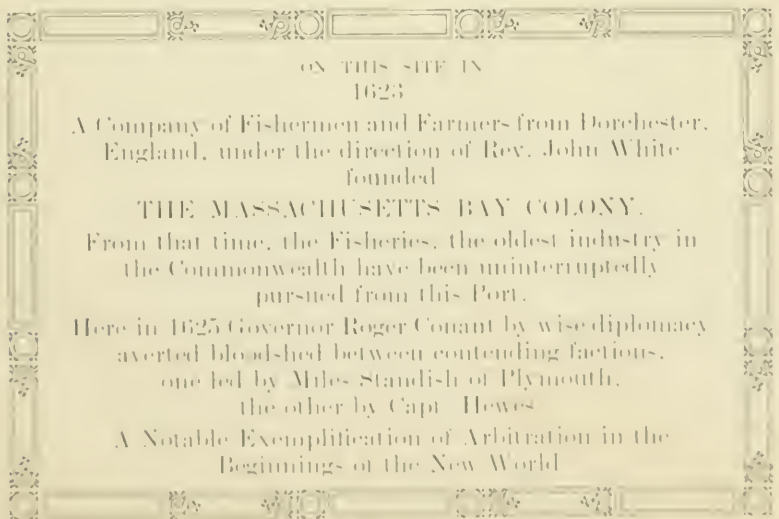 ON THIS SITE IN
1623
A Company of Fishermen and Farmers from Dorchester,
England, under the direction of Rev. John White
founded
THE MASSACHUSETTS BAY COLONY.
From that time, the Fisheries, the oldest industry in
the Commonwealth have been uninterruptedly
pursued from this Port.
Here in 1625 Governor Roger Conant by wise diplomacy
averted bloodshed between contending factions,
one led by Miles Standish of Plymouth,
the other by Capt. Hewes
A Notable Exemplification of Arbitration in the
Beginnings of the New World